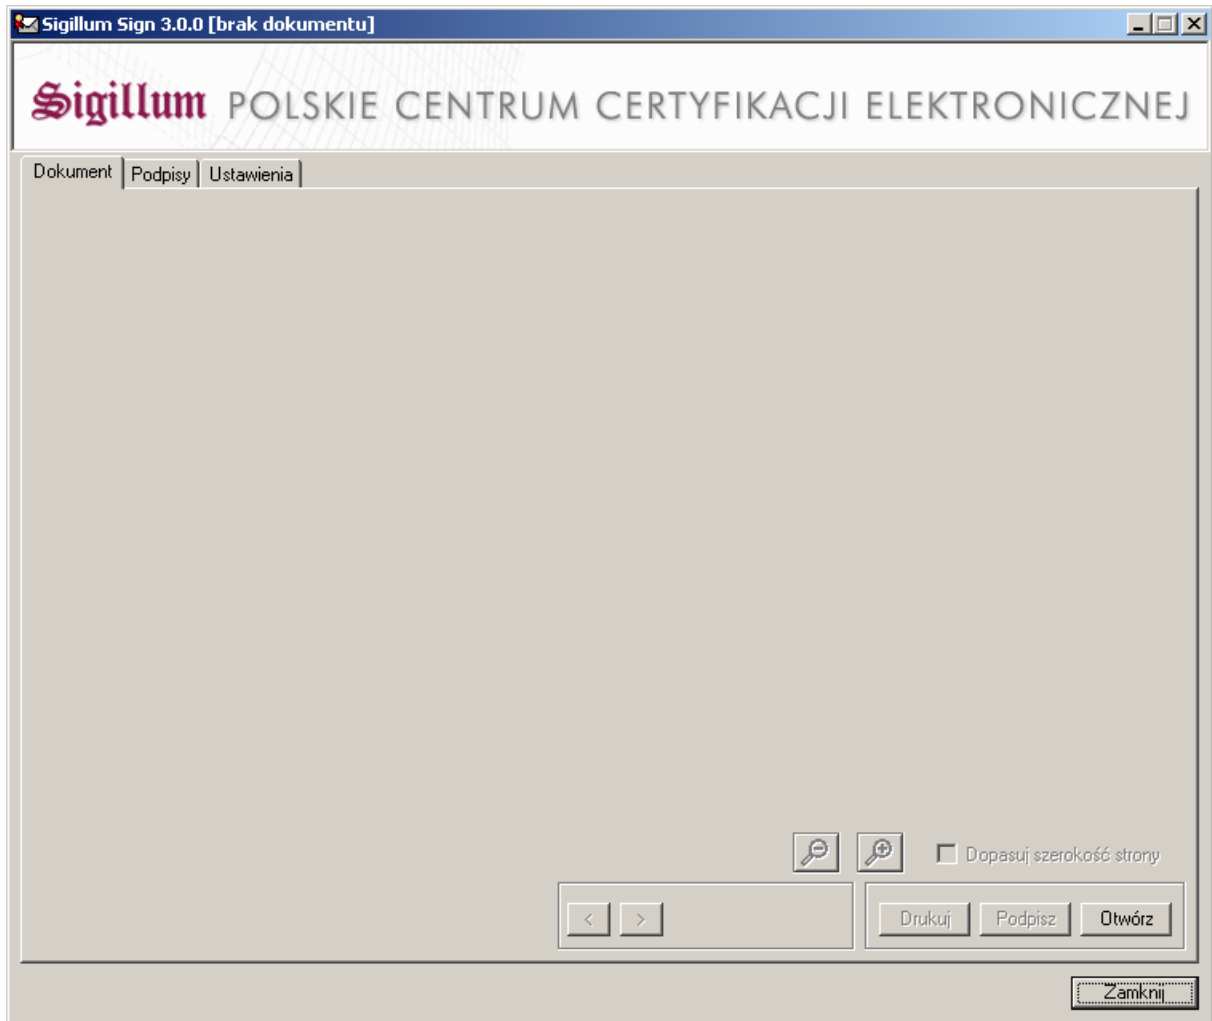 Sigillum Sign 3.0.0 [brak dokumentu]
Sigillum POLSKIE CENTRUM CERTYFIKACJI ELEKTRONICZNEJ
Dokument Podpisy Ustawienia
Dopasuj szerokość strony
< > Drukuj Podpisz Otwórz
Zamknij